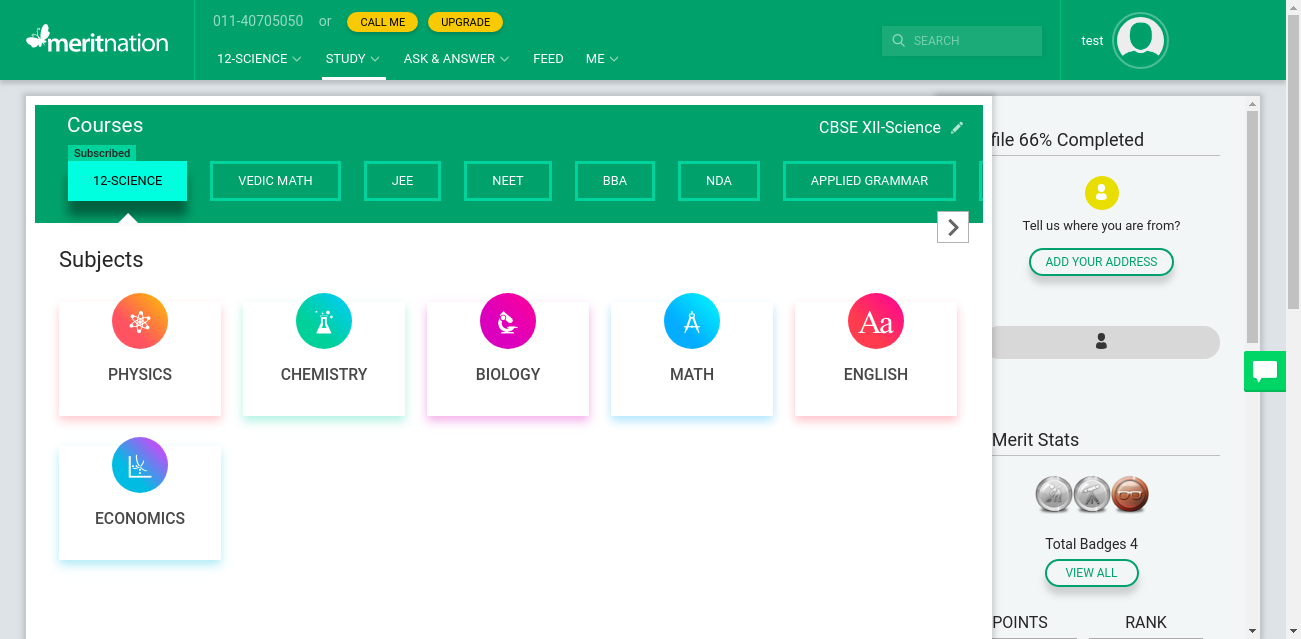 meritnation
011-40705050 or CALL ME UPGRADE
12-SCIENCE STUDY ASK & ANSWER FEED ME
SEARCH
test
Courses
CBSE XII-Science
Subscribed
12-SCIENCE VEDIC MATH JEE NEET BBA NDA APPLIED GRAMMAR
Subjects
PHYSICS CHEMISTRY BIOLOGY MATH Aa ENGLISH
ECONOMICS
file 66% Completed
Tell us where you are from?
ADD YOUR ADDRESS
Merit Stats
Total Badges 4
VIEW ALL
POINTS RANK